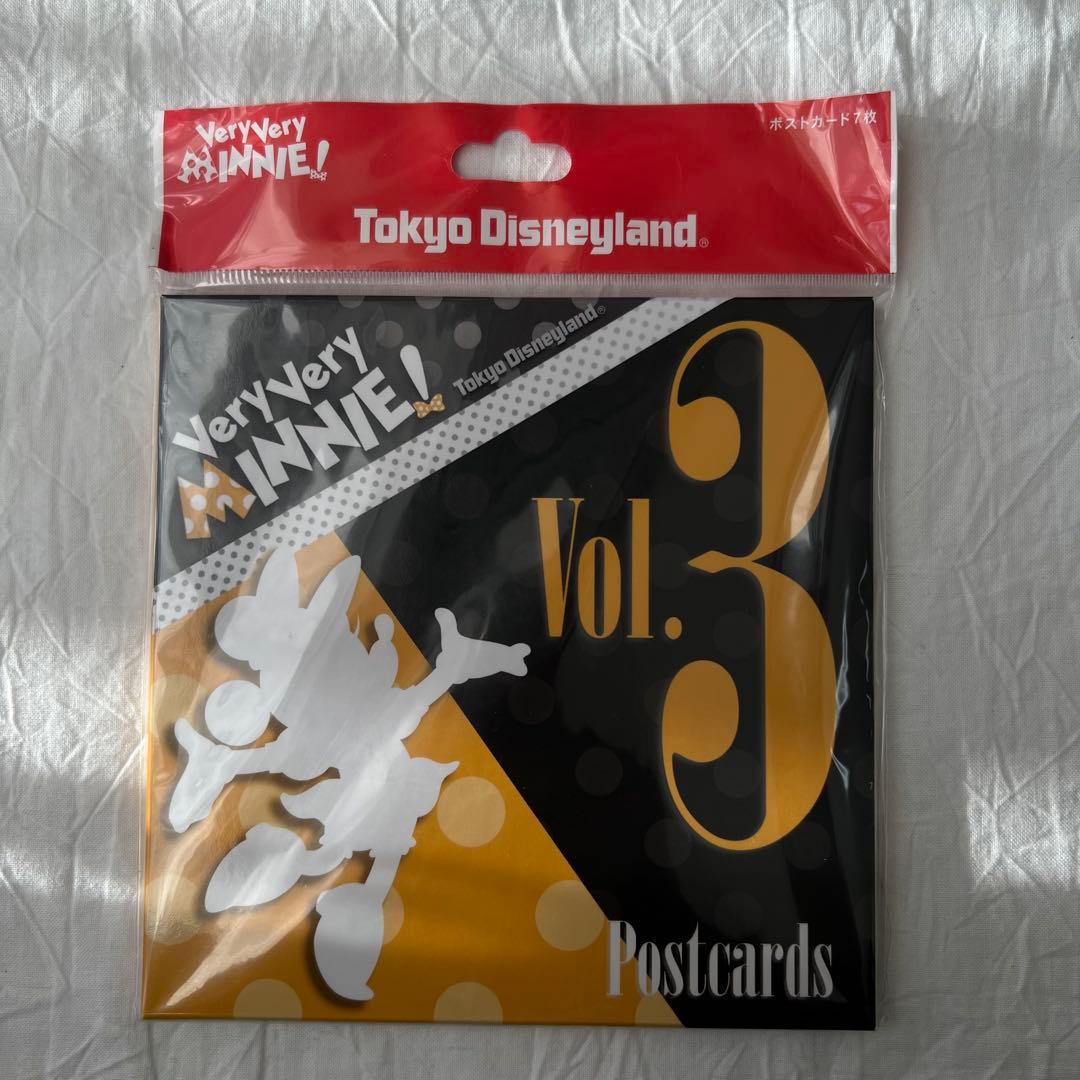 Very Very
MINNIE!
ポストカード7枚
Tokyo Disneyland®
Very Very
MINNIE!
Tokyo Disneyland®
Vol. 3
Postcards